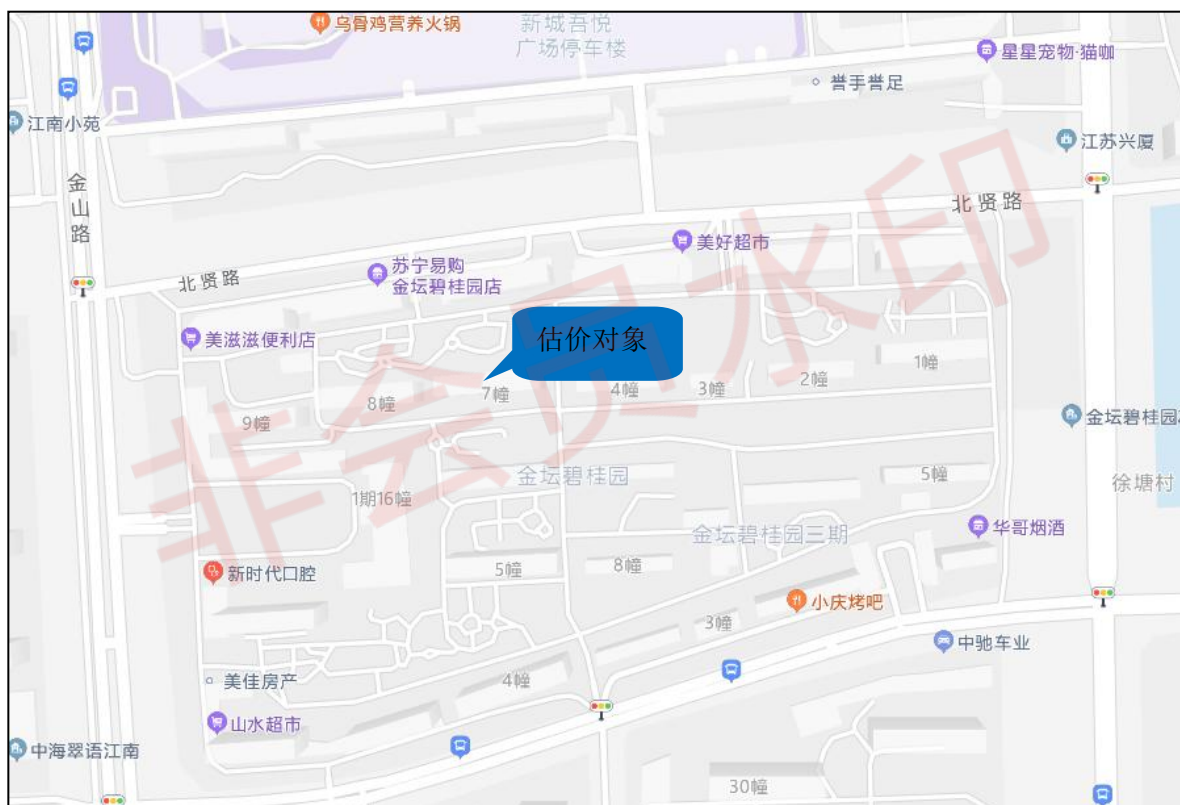 乌骨鸡营养火锅
新城吾悦
广场停车楼
星星宠物·猫咖
誉手誉足
江南小苑
江苏兴厦
金山路
北贤路
美好超市
苏宁易购
金坛碧桂园店
北贤路
美滋滋便利店
估价对象
1幢
2幢
3幢
4幢
7幢
8幢
9幢
金坛碧桂园
金坛碧桂园
5幢
徐塘村
1期16幢
金坛碧桂园三期
华哥烟酒
5幢
8幢
新时代口腔
小庆烤吧
3幢
中驰车业
美佳房产
4幢
山水超市
中海翠语江南
30幢
非会员水印